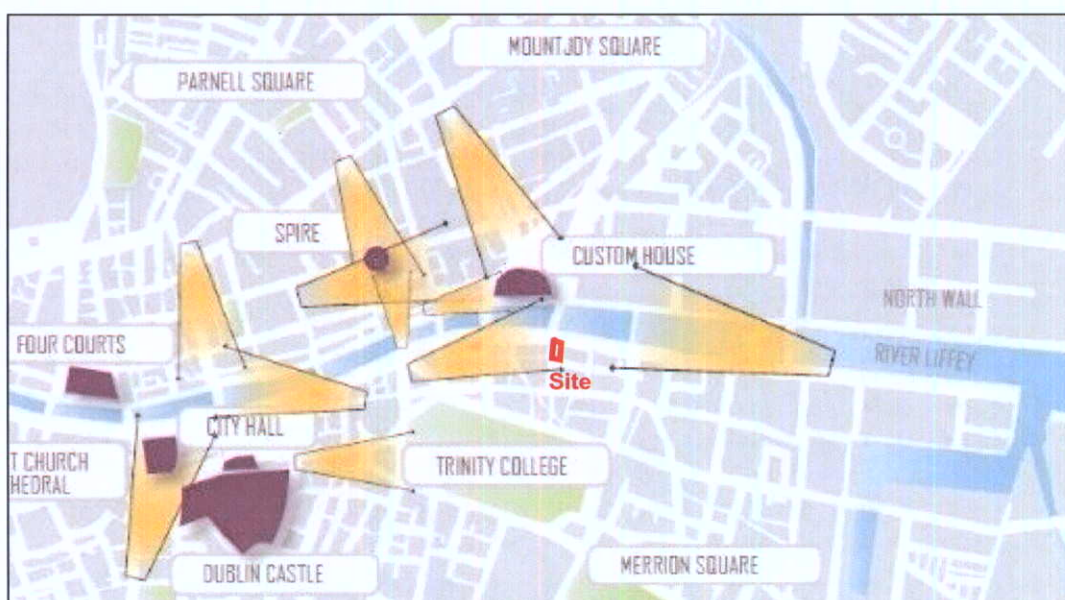 MOUNTJOY SQUARE
PARNELL SQUARE
SPIRE
CUSTOM HOUSE
NORTH WALL
FOUR COURTS
RIVER LIFFEY
Site
CITY HALL
T CHURCH
HEDRAL
TRINITY COLLEGE
DUBLIN CASTLE
MERRION SQUARE